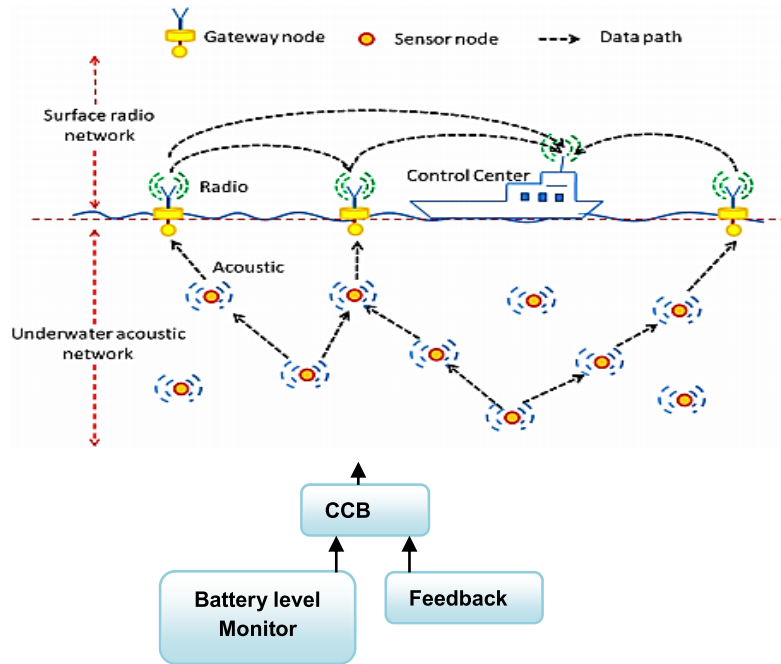 Gateway node
Sensor node
Data path
Surface radio
network
Radio
Control Center
Acoustic
Underwater acoustic
network
CCB
Battery level
Monitor
Feedback